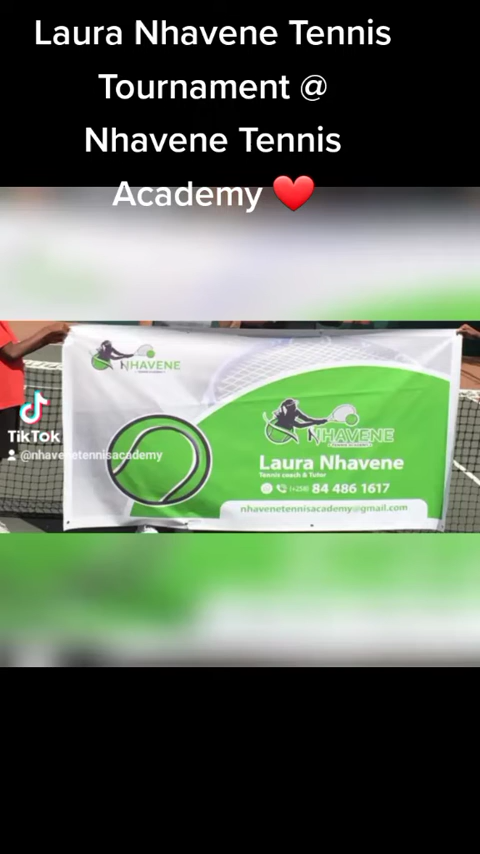 Laura Nhavene Tennis
Tournament @
Nhavene Tennis
Academy ❤️
NHAVENE
NHAVENE
Laura Nhavene
Tennis coach & Tutor
(+258) 84 486 1617
nhavenetennisacademy@gmail.com
TikTok
@nhavenetennisacademy